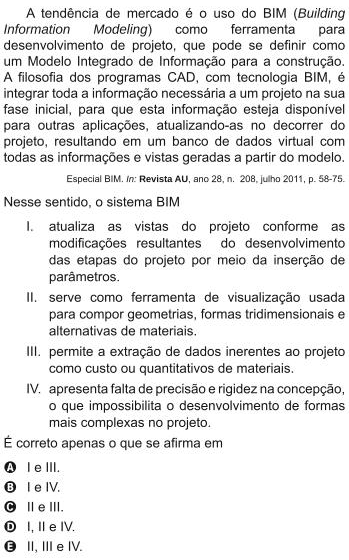 A tendência de mercado é o uso do BIM (Building
Information Modeling) como ferramenta para
desenvolvimento de projeto, que pode se definir como
um Modelo Integrado de Informação para a construção.
A filosofia dos programas CAD, com tecnologia BIM, é
integrar toda a informação necessária a um projeto na sua
fase inicial, para que esta informação esteja disponível
para outras aplicações, atualizando-as no decorrer do
projeto, resultando em um banco de dados virtual com
todas as informações e vistas geradas a partir do modelo.
Especial BIM. In: Revista AU, ano 28, n. 208, julho 2011, p. 58-75.
Nesse sentido, o sistema BIM
I. atualiza as vistas do projeto conforme as
modificações resultantes do desenvolvimento
das etapas do projeto por meio da inserção de
parâmetros.
II. serve como ferramenta de visualização usada
para compor geometrias, formas tridimensionais e
alternativas de materiais.
III. permite a extração de dados inerentes ao projeto
como custo ou quantitativos de materiais.
IV. apresenta falta de precisão e rigidez na concepção,
o que impossibilita o desenvolvimento de formas
mais complexas no projeto.
É correto apenas o que se afirma em
A I e III.
B I e IV.
C II e III.
D I, II e IV.
E II, III e IV.